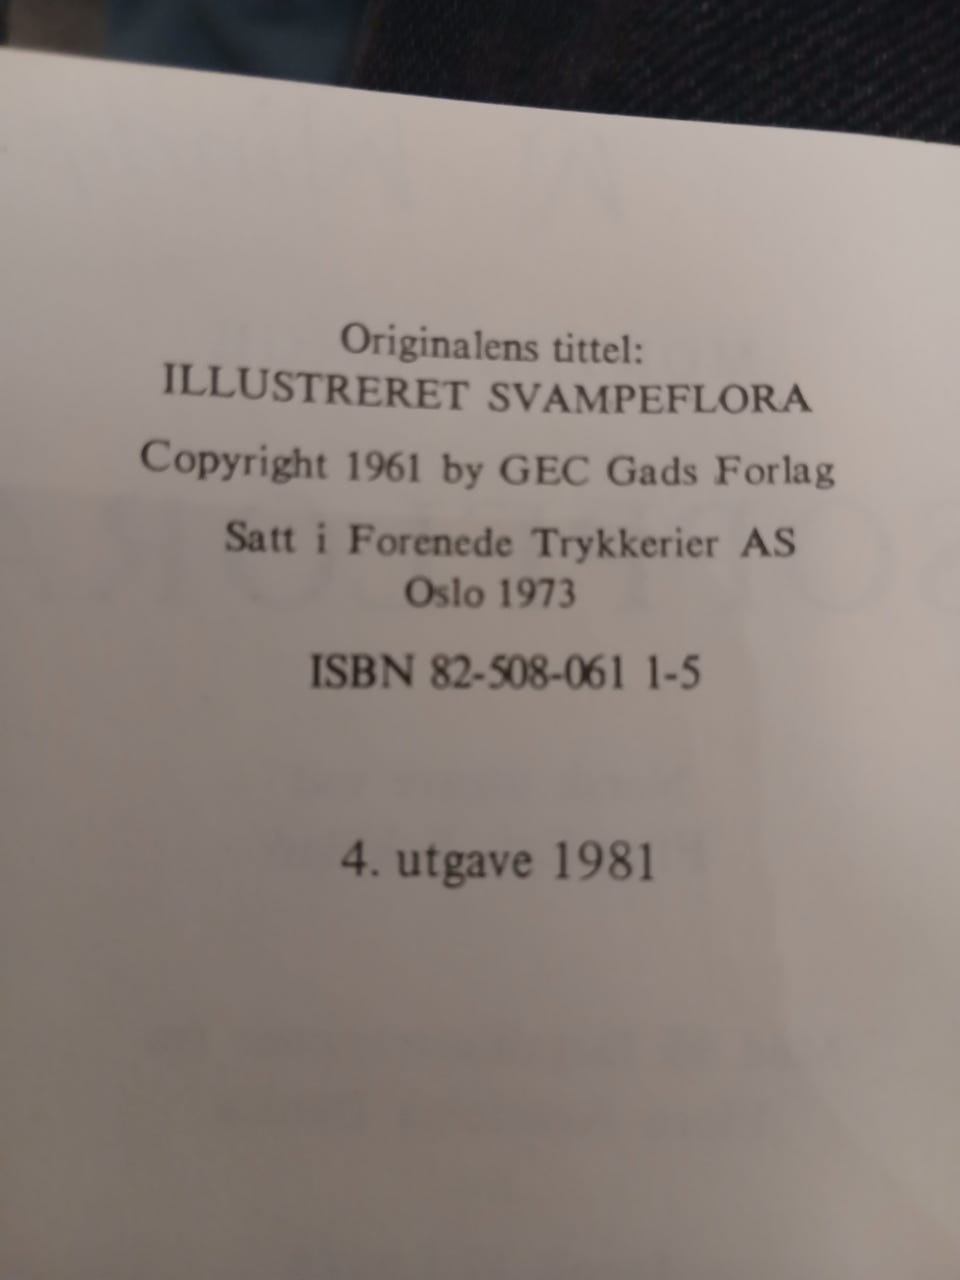 Originalens tittel:
ILLUSTRERET SVAMPEFLORA
Copyright 1961 by GEC Gads Forlag
Satt i Forenede Trykkerier AS
Oslo 1973
ISBN 82-508-061 1-5
4. utgave 1981